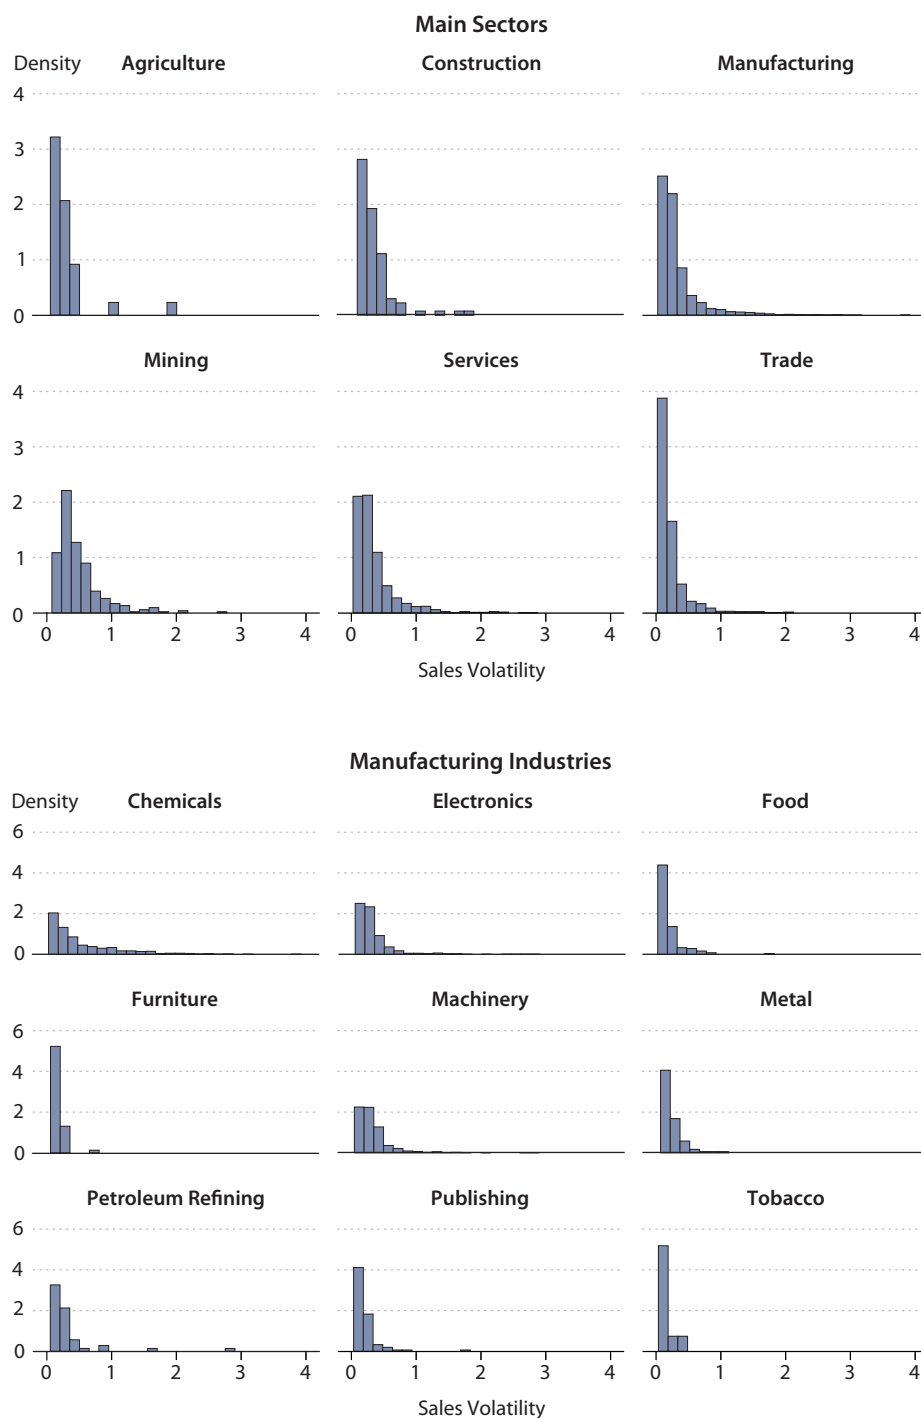 Main Sectors
Density Agriculture Construction Manufacturing
4
3
2
1
0
Mining Services Trade
4
3
2
1
0
0 1 2 3 4 0 1 2 3 4 0 1 2 3 4
Sales Volatility
Manufacturing Industries
Density Chemicals Electronics Food
6
4
2
0
Furniture Machinery Metal
6
4
2
0
Petroleum Refining Publishing Tobacco
6
4
2
0
0 1 2 3 4 0 1 2 3 4 0 1 2 3 4
Sales Volatility